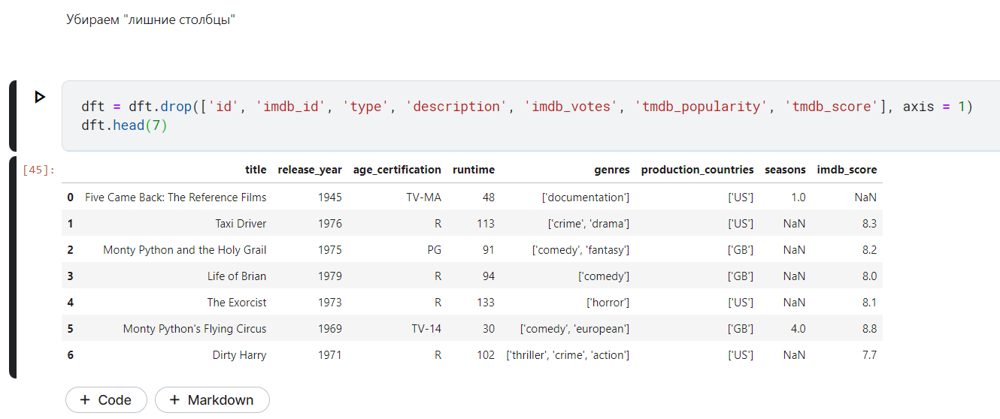 Убираем "лишние столбцы"
dft = dft.drop(['id', 'imdb_id', 'type', 'description', 'imdb_votes', 'tmdb_popularity', 'tmdb_score'], axis = 1)
dft.head(7)
[45]:
title release_year age_certification runtime genres production_countries seasons imdb_score
0 Five Came Back: The Reference Films 1945 TV-MA 48 ['documentation'] ['US'] 1.0 NaN
1 Taxi Driver 1976 R 113 ['crime', 'drama'] ['US'] NaN 8.3
2 Monty Python and the Holy Grail 1975 PG 91 ['comedy', 'fantasy'] ['GB'] NaN 8.2
3 Life of Brian 1979 R 94 ['comedy'] ['GB'] NaN 8.0
4 The Exorcist 1973 R 133 ['horror'] ['US'] NaN 8.1
5 Monty Python's Flying Circus 1969 TV-14 30 ['comedy', 'european'] ['GB'] 4.0 8.8
6 Dirty Harry 1971 R 102 ['thriller', 'crime', 'action'] ['US'] NaN 7.7
+ Code + Markdown